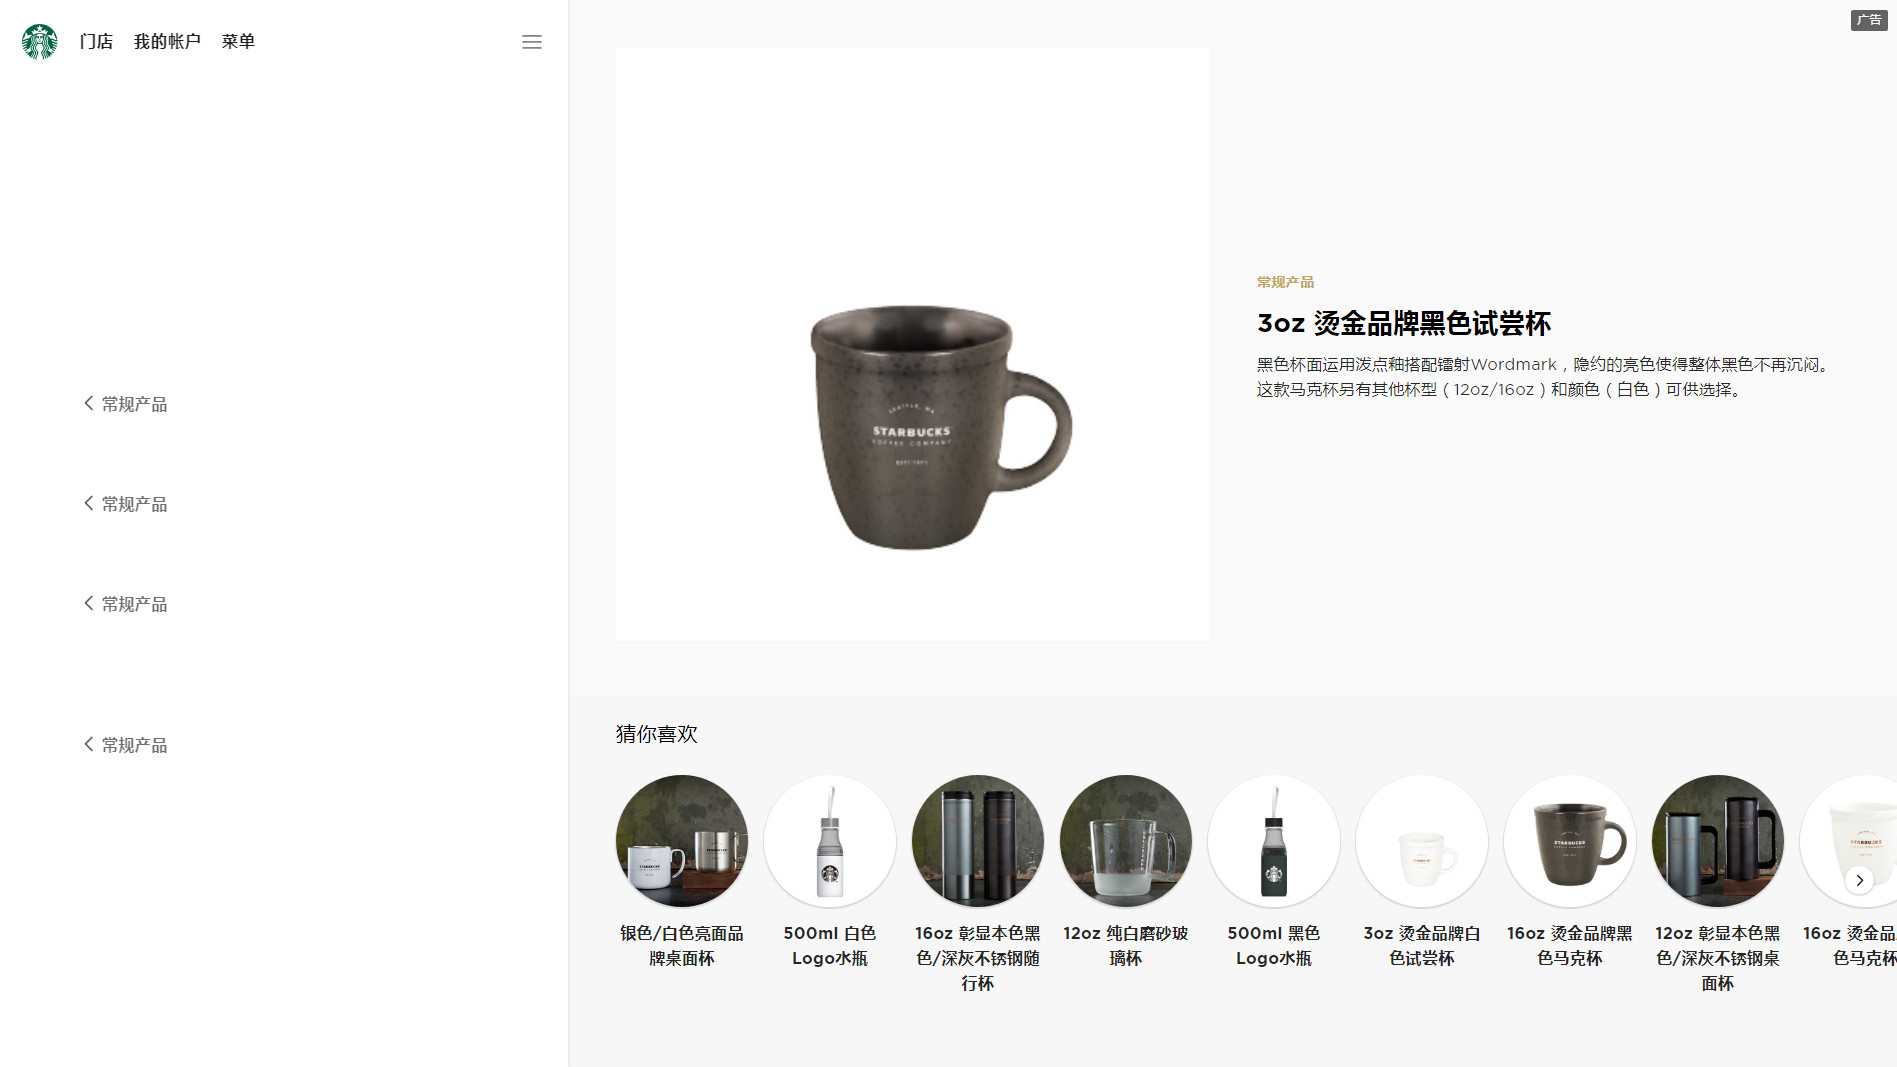 门店 我的帐户 菜单
广告
常规产品
常规产品
常规产品
常规产品
常规产品
3oz 烫金品牌黑色试尝杯
黑色杯面运用泼点釉搭配镭射Wordmark，隐约的亮色使得整体黑色不再沉闷。
这款马克杯另有其他杯型（12oz/16oz）和颜色（白色）可供选择。
SEATTLE, WA
STARBUCKS
COFFEE COMPANY
ESTD 1971
猜你喜欢
银色/白色亮面品
牌桌面杯
500ml 白色
Logo水瓶
16oz 彰显本色黑
色/深灰不锈钢随
行杯
12oz 纯白磨砂玻
璃杯
500ml 黑色
Logo水瓶
3oz 烫金品牌白
色试尝杯
16oz 烫金品牌黑
色马克杯
12oz 彰显本色黑
色/深灰不锈钢桌
面杯
16oz 烫金品
色马克杯